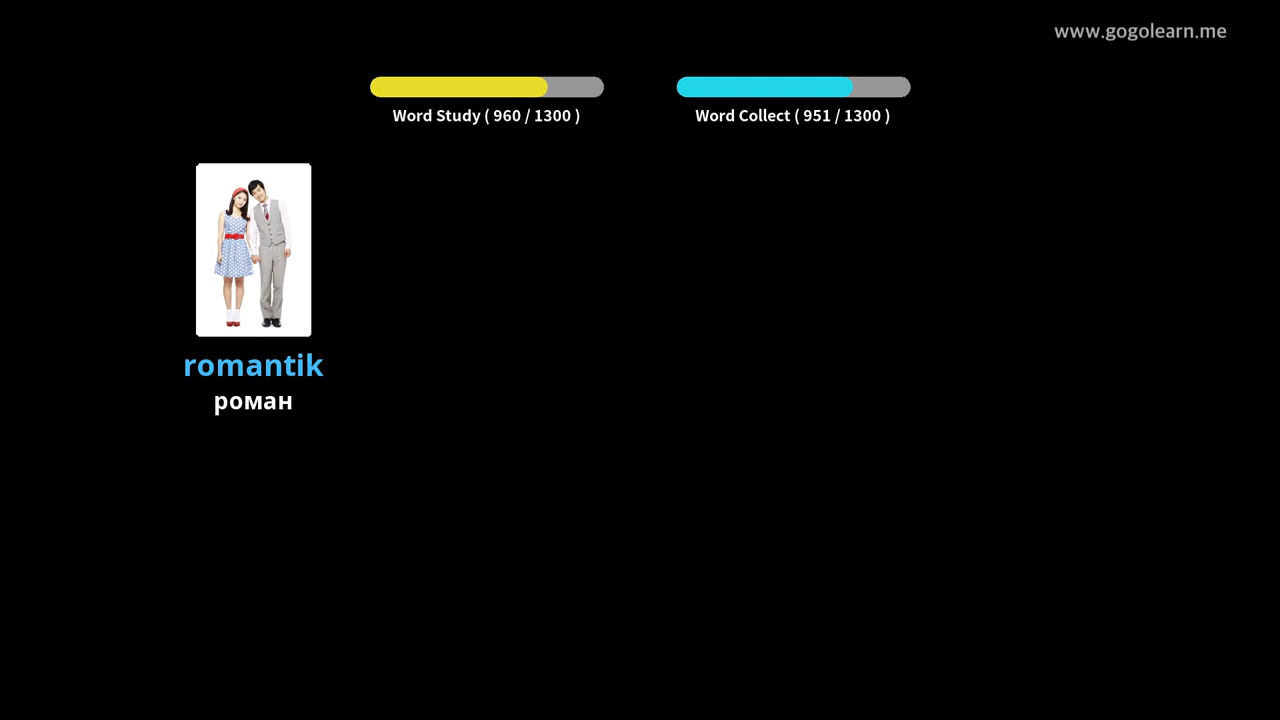 www.gogolearn.me
Word Study ( 960 / 1300 )
Word Collect ( 951 / 1300 )
romantik
роман